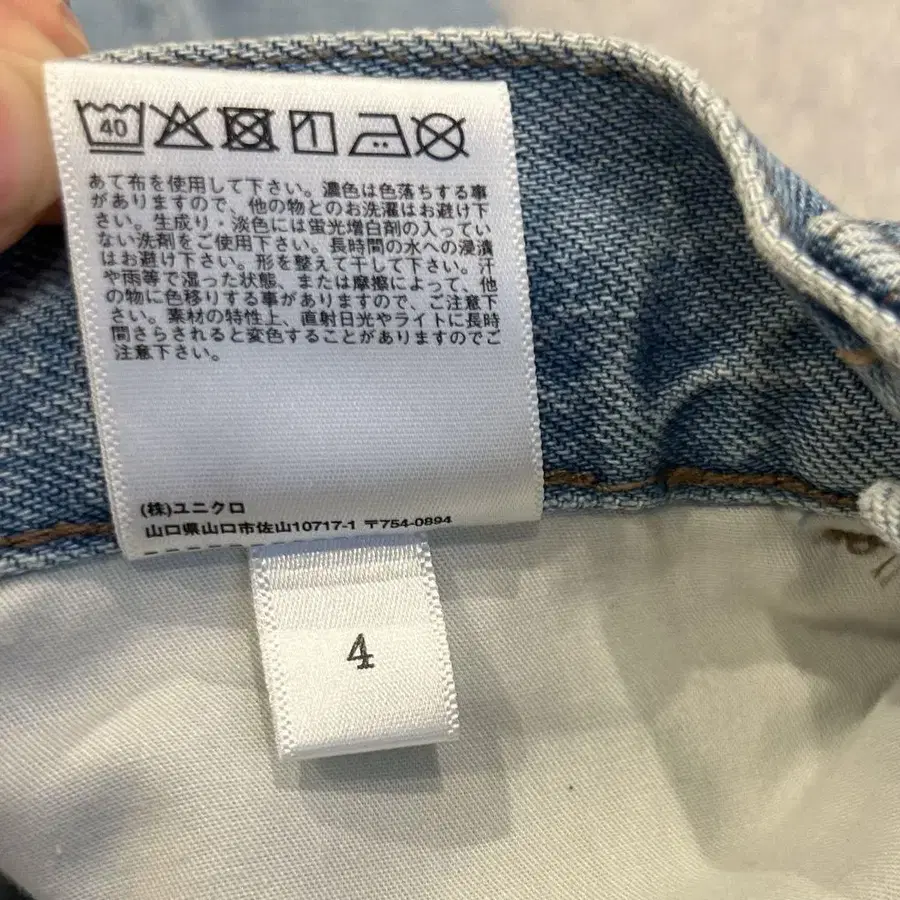 40
あて布を使用して下さい。濃色は色落ちする事
がありますので、他の物とのお洗濯はお避け下
さい。生成り・淡色には蛍光増白剤の入ってい
ない洗剤をご使用下さい。長時間の水への浸漬
はお避け下さい。形を整えて干して下さい。汗
や雨等で湿った状態、または摩擦によって、他
の物に色移りする事がありますので、ご注意下
さい。素材の特性上、直射日光やライトに長時
間さらされると変色することがありますのでご
注意下さい。
(株)ユニクロ
山口県山口市佐山10717-1 〒754-0894
4